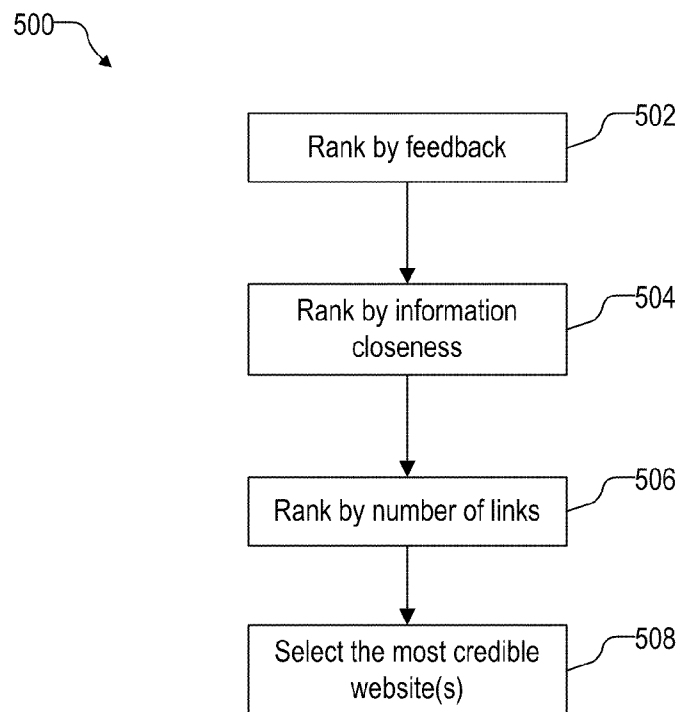 500
502
Rank by feedback
504
Rank by information
closeness
506
Rank by number of links
508
Select the most credible
website(s)